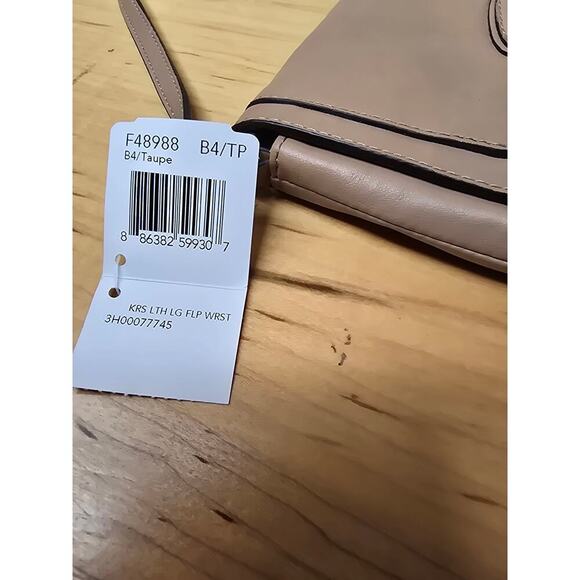 F48988 B4/TP
B4/Taupe
8 86382 59930 7
KRS LTH LG FLP WRST
3H00077745